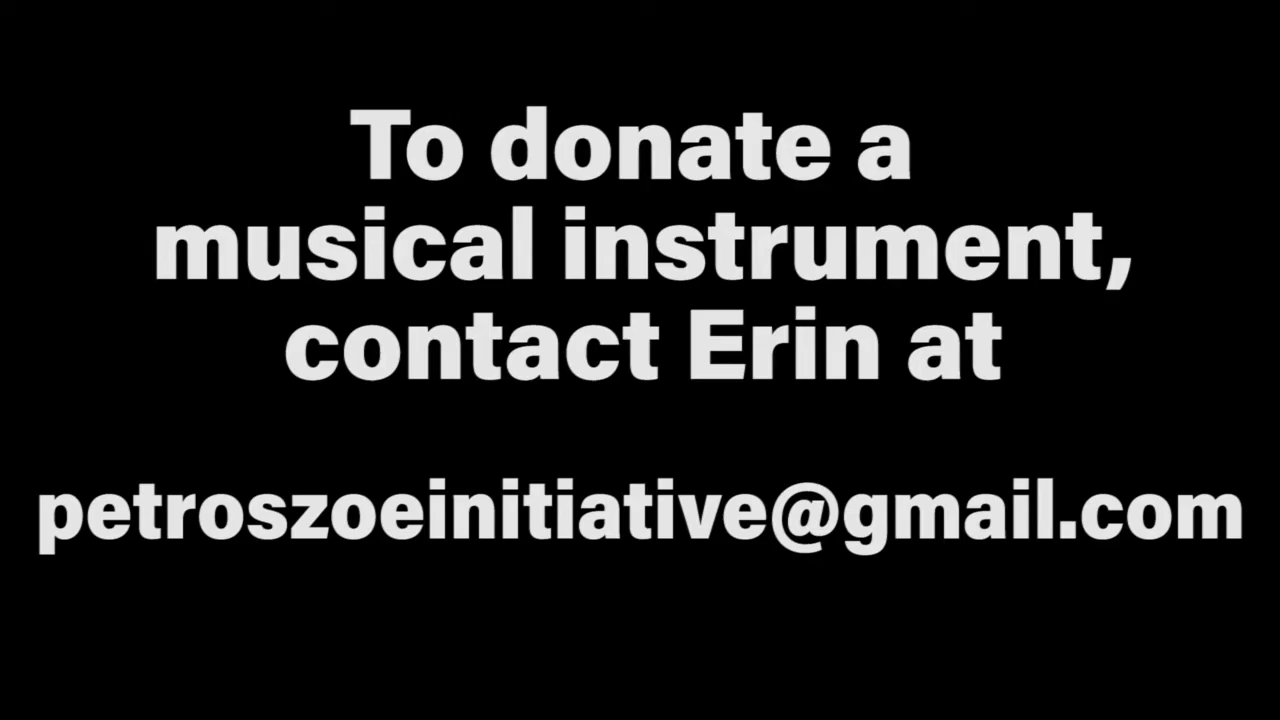 To donate a
musical instrument,
contact Erin at
petroszoeinitiative@gmail.com